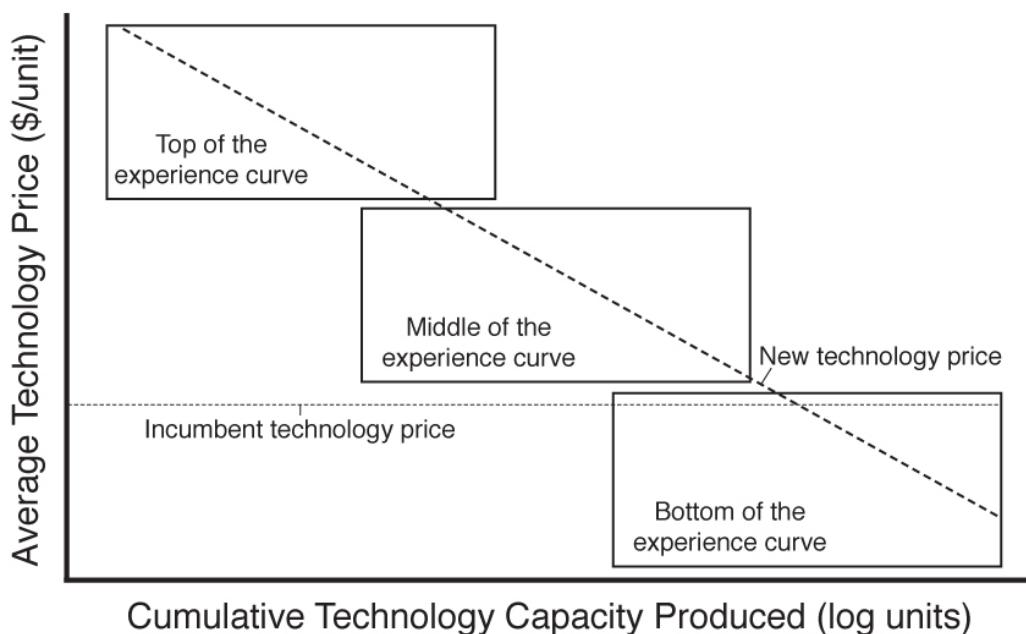 Average Technology Price ($/unit)
Top of the
experience curve
Middle of the
experience curve
New technology price
Incumbent technology price
Bottom of the
experience curve
Cumulative Technology Capacity Produced (log units)